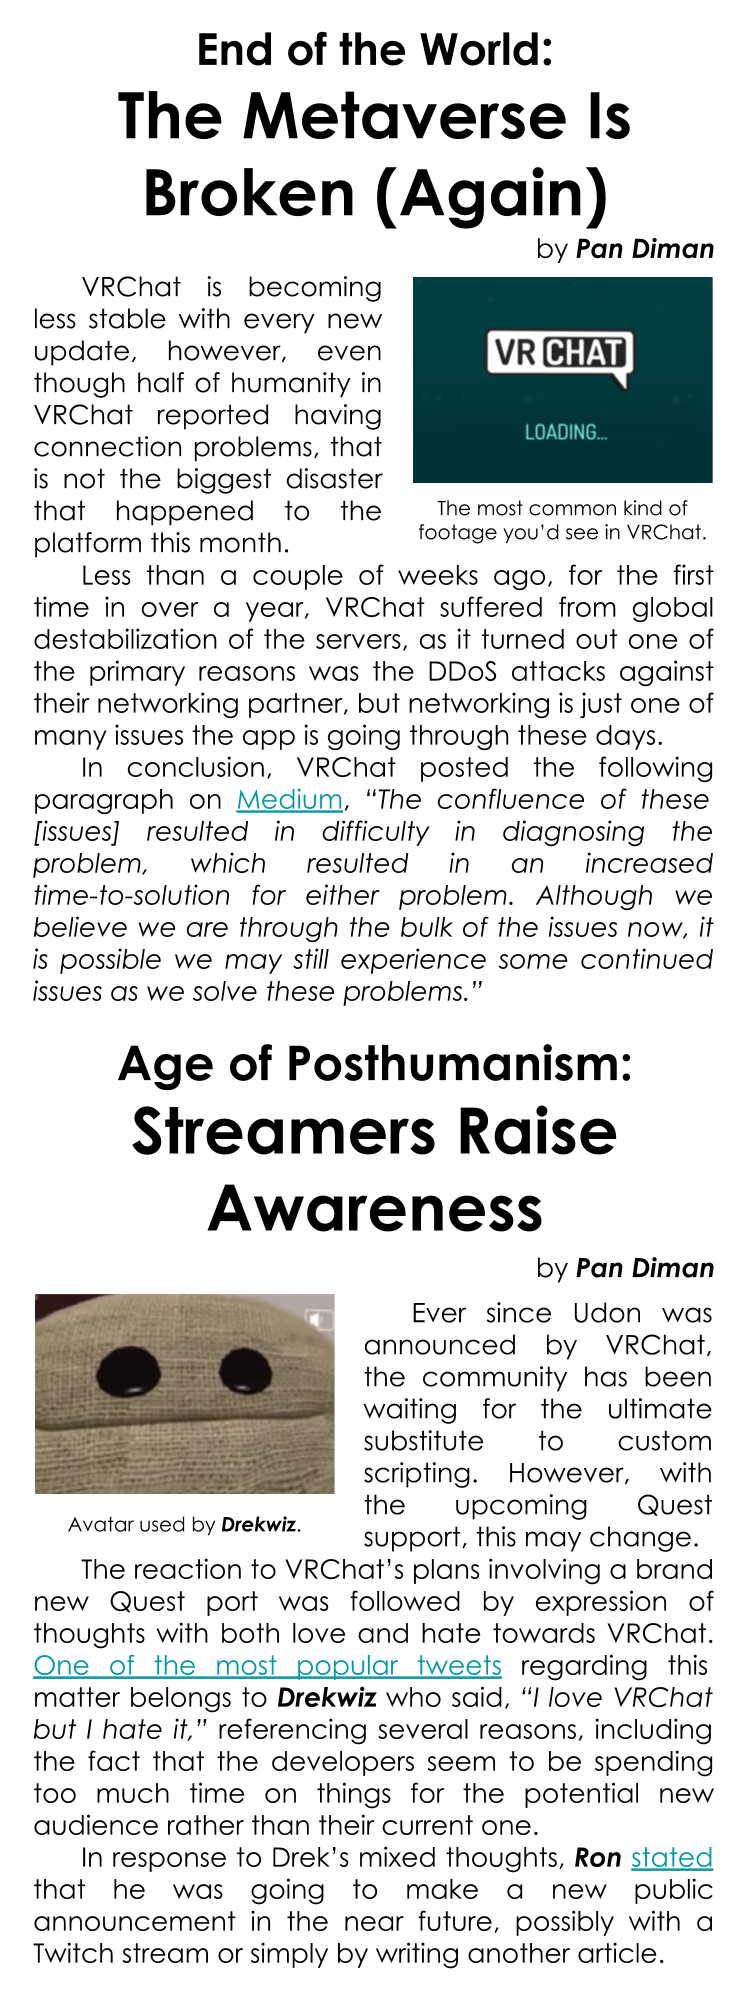 End of the World:
The Metaverse Is
Broken (Again)
by Pan Diman
VRChat is becoming
less stable with every new
update, however, even
though half of humanity in
VRChat reported having
connection problems, that
is not the biggest disaster
that happened to the
platform this month.
VR CHAT
LOADING...
The most common kind of
footage you'd see in VRChat.
Less than a couple of weeks ago, for the first
time in over a year, VRChat suffered from global
destabilization of the servers, as it turned out one of
the primary reasons was the DDoS attacks against
their networking partner, but networking is just one of
many issues the app is going through these days.
In conclusion, VRChat posted the following
paragraph on Medium, “The confluence of these
[issues] resulted in difficulty in diagnosing the
problem, which resulted in an increased
time-to-solution for either problem. Although we
believe we are through the bulk of the issues now, it
is possible we may still experience some continued
issues as we solve these problems.”
Age of Posthumanism:
Streamers Raise
Awareness
by Pan Diman
Avatar used by Drekwiz.
Ever since Udon was
announced by VRChat,
the community has been
waiting for the ultimate
substitute to custom
scripting. However, with
the upcoming Quest
support, this may change.
The reaction to VRChat's plans involving a brand
new Quest port was followed by expression of
thoughts with both love and hate towards VRChat.
One of the most popular tweets regarding this
matter belongs to Drekwiz who said, “I love VRChat
but I hate it,” referencing several reasons, including
the fact that the developers seem to be spending
too much time on things for the potential new
audience rather than their current one.
In response to Drek's mixed thoughts, Ron stated
that he was going to make a new public
announcement in the near future, possibly with a
Twitch stream or simply by writing another article.